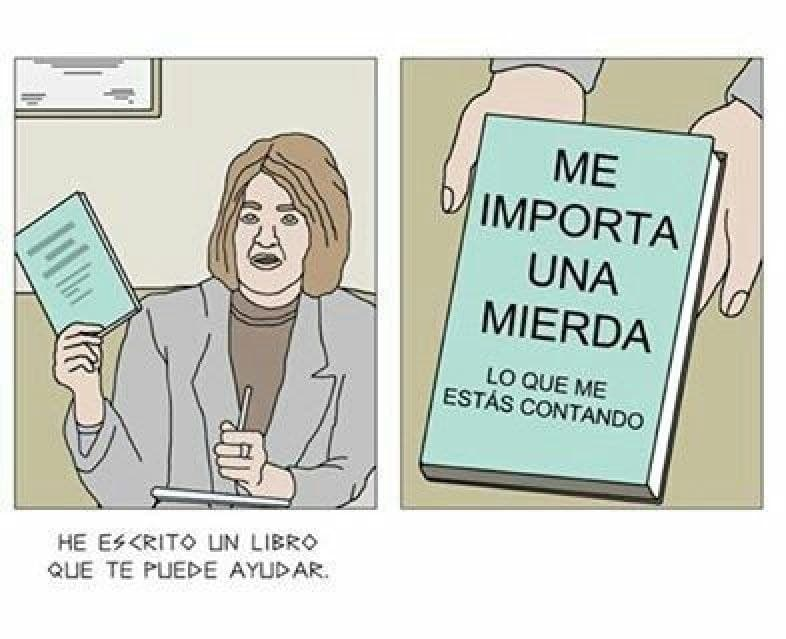 HE ESCRITO UN LIBRO
QUE TE PUEDE AYUDAR.
ME
IMPORTA
UNA
MIERDA
LO QUE ME
ESTÁS CONTANDO